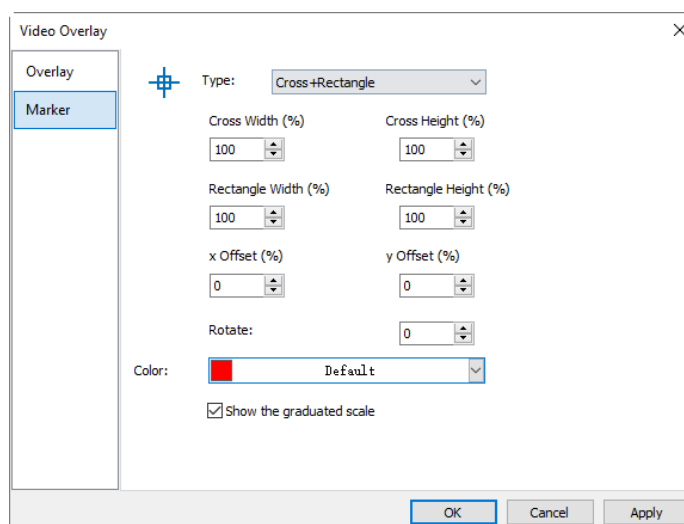 Video Overlay
Overlay
Marker
Type: Cross+Rectangle
Cross Width (%) Cross Height (%)
100 100
Rectangle Width (%) Rectangle Height (%)
100 100
x Offset (%) y Offset (%)
0 0
Rotate: 0
Color: Default
Show the graduated scale
OK Cancel Apply